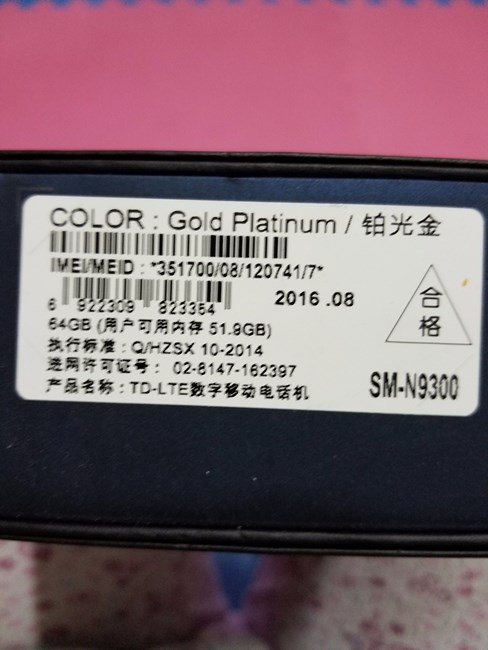 COLOR : Gold Platinum / 铂光金
IMEI/MEID : *351700/08/120741/7*
6 922309 823354
2016 .08
64GB (用户可用内存 51.9GB)
执行标准 : Q/HZSX 10-2014
进网许可证号 : 02-8147-162397
产品名称 : TD-LTE数字移动电话机
合
格
SM-N9300